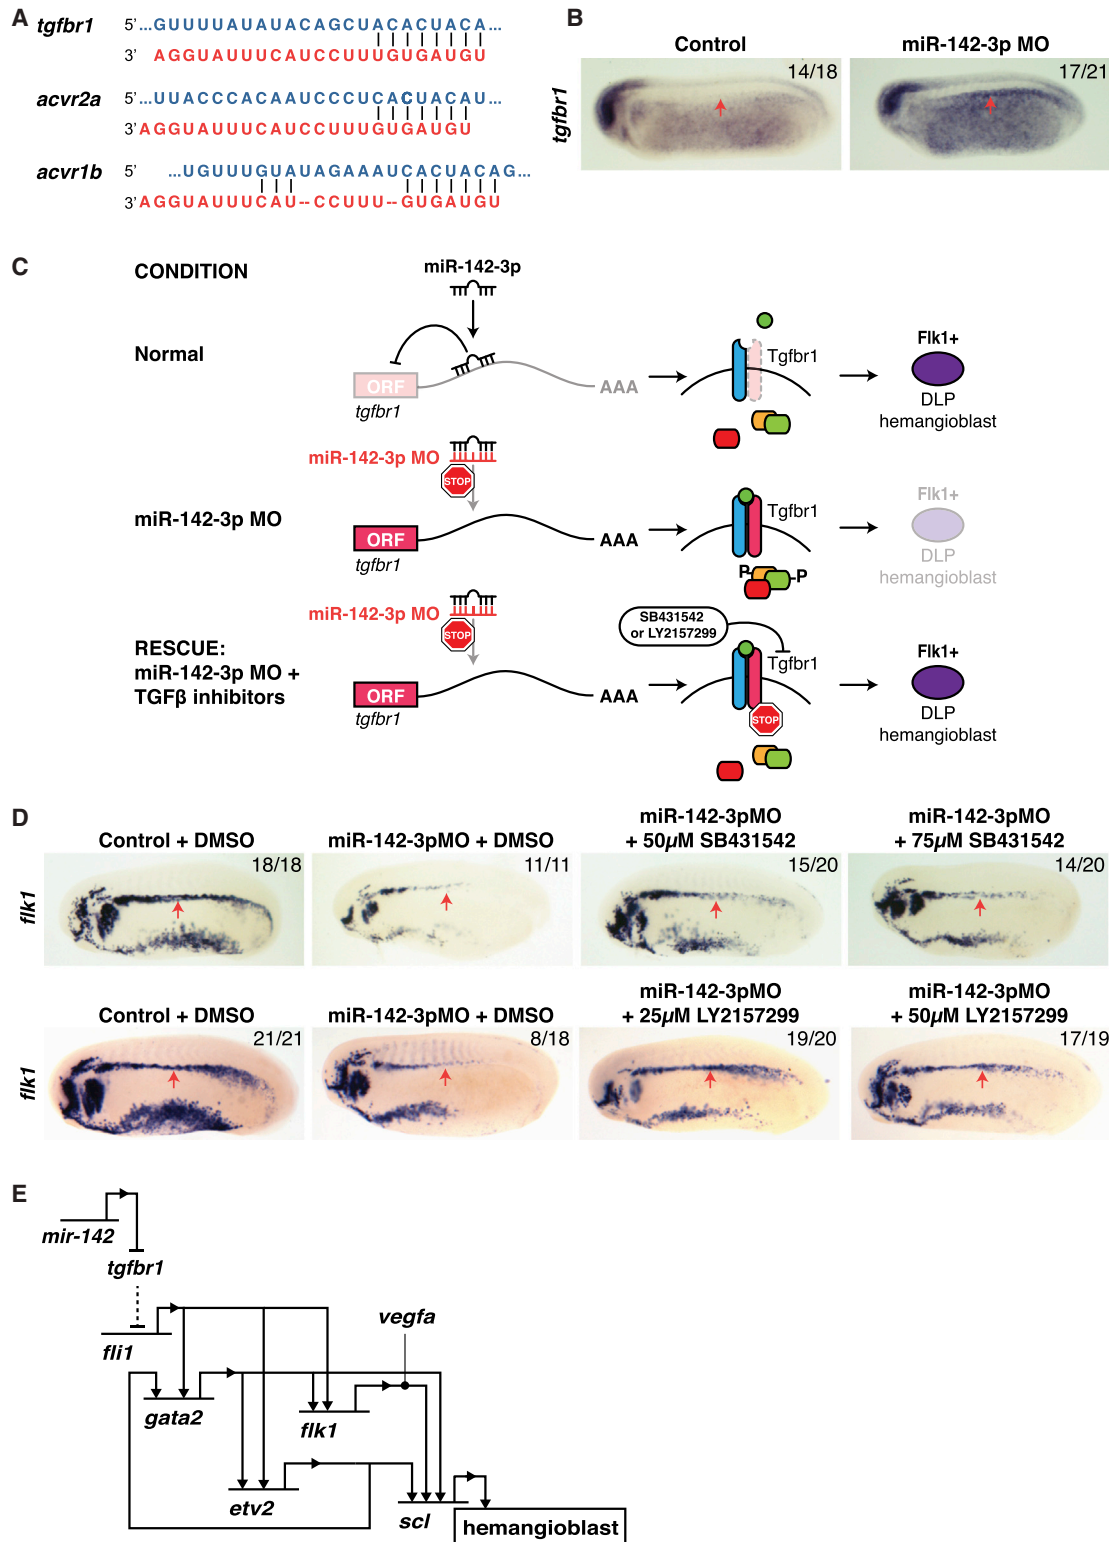 A
tgfbr1 5’ ...GUUUUAUAUACAGCUACACUACA...
3’ AGGUAUUUCAUCCUUUGUGAUGU
acvr2a 5’ ...UUACCCACAAUCCCUCACUACAU...
3’ AGGUAUUUCAUCCUUUGUGAUGU
acvr1b 5’ ...UGUUUGUAUAGAAAUCACUACAG...
3’ AGGUAUUUCAU--CCUUU--GUGAUGU
B
Control miR-142-3p MO
tgfbr1
14/18 17/21
C
CONDITION
miR-142-3p
Normal
ORF
tgfbr1
AAA
Tgfbr1
Flk1+
DLP
hemangioblast
miR-142-3p MO
STOP
miR-142-3p MO
ORF
tgfbr1
AAA
Tgfbr1
P P
Flk1+
DLP
hemangioblast
miR-142-3p MO
STOP
RESCUE:
miR-142-3p MO +
TGFβ inhibitors
ORF
tgfbr1
AAA
SB431542
or LY2157299
Tgfbr1
STOP
Flk1+
DLP
hemangioblast
D
Control + DMSO
miR-142-3pMO + DMSO
miR-142-3pMO
+ 50µM SB431542
miR-142-3pMO
+ 75µM SB431542
flk1
18/18 11/11 15/20 14/20
Control + DMSO
miR-142-3pMO + DMSO
miR-142-3pMO
+ 25µM LY2157299
miR-142-3pMO
+ 50µM LY2157299
flk1
21/21 8/18 19/20 17/19
E
mir-142
tgfbr1
fli1
vegfa
gata2
flk1
etv2
scl
hemangioblast